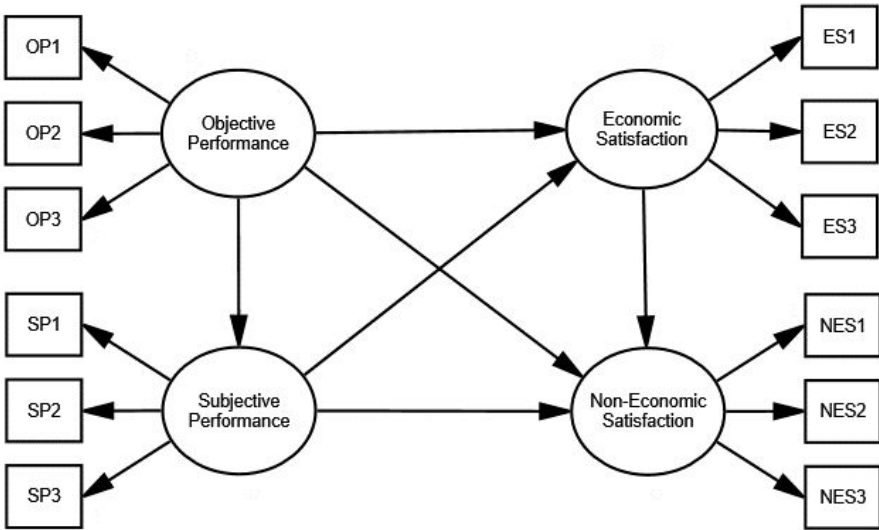 OP1
OP2
OP3
Objective
Performance
Economic
Satisfaction
ES1
ES2
ES3
SP1
SP2
SP3
Subjective
Performance
Non-Economic
Satisfaction
NES1
NES2
NES3